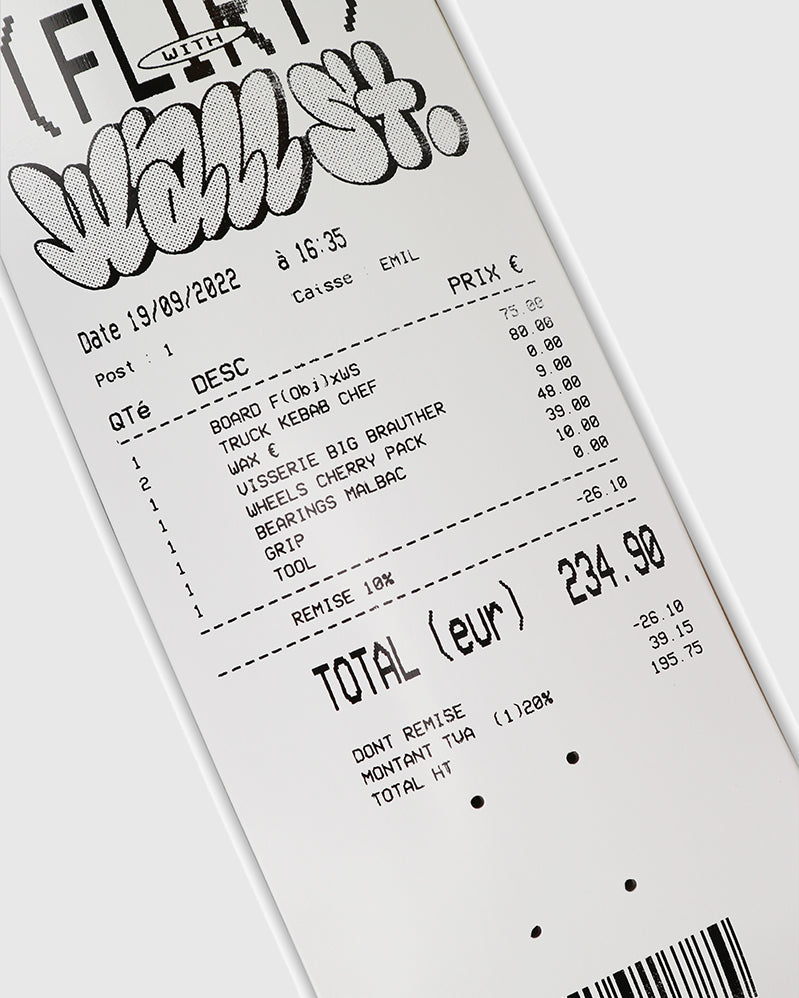 (FLIRT)
WITH
Wall St.
Date 19/09/2022 à 16:35
Post : 1 Caisse : EMIL
QTé DESC PRIX €
1 BOARD F(Obi)xWS 75.00
2 TRUCK KEBAB CHEF 80.00
1 WAX € 0.00
1 VISSERIE BIG BRAUTHER 9.00
1 WHEELS CHERRY PACK 48.00
1 BEARINGS MALBAC 39.00
1 GRIP 10.00
1 TOOL 0.00
REMISE 10% -26.10
TOTAL (eur) 234.90
DONT REMISE -26.10
MONTANT TVA (1)20% 39.15
TOTAL HT 195.75